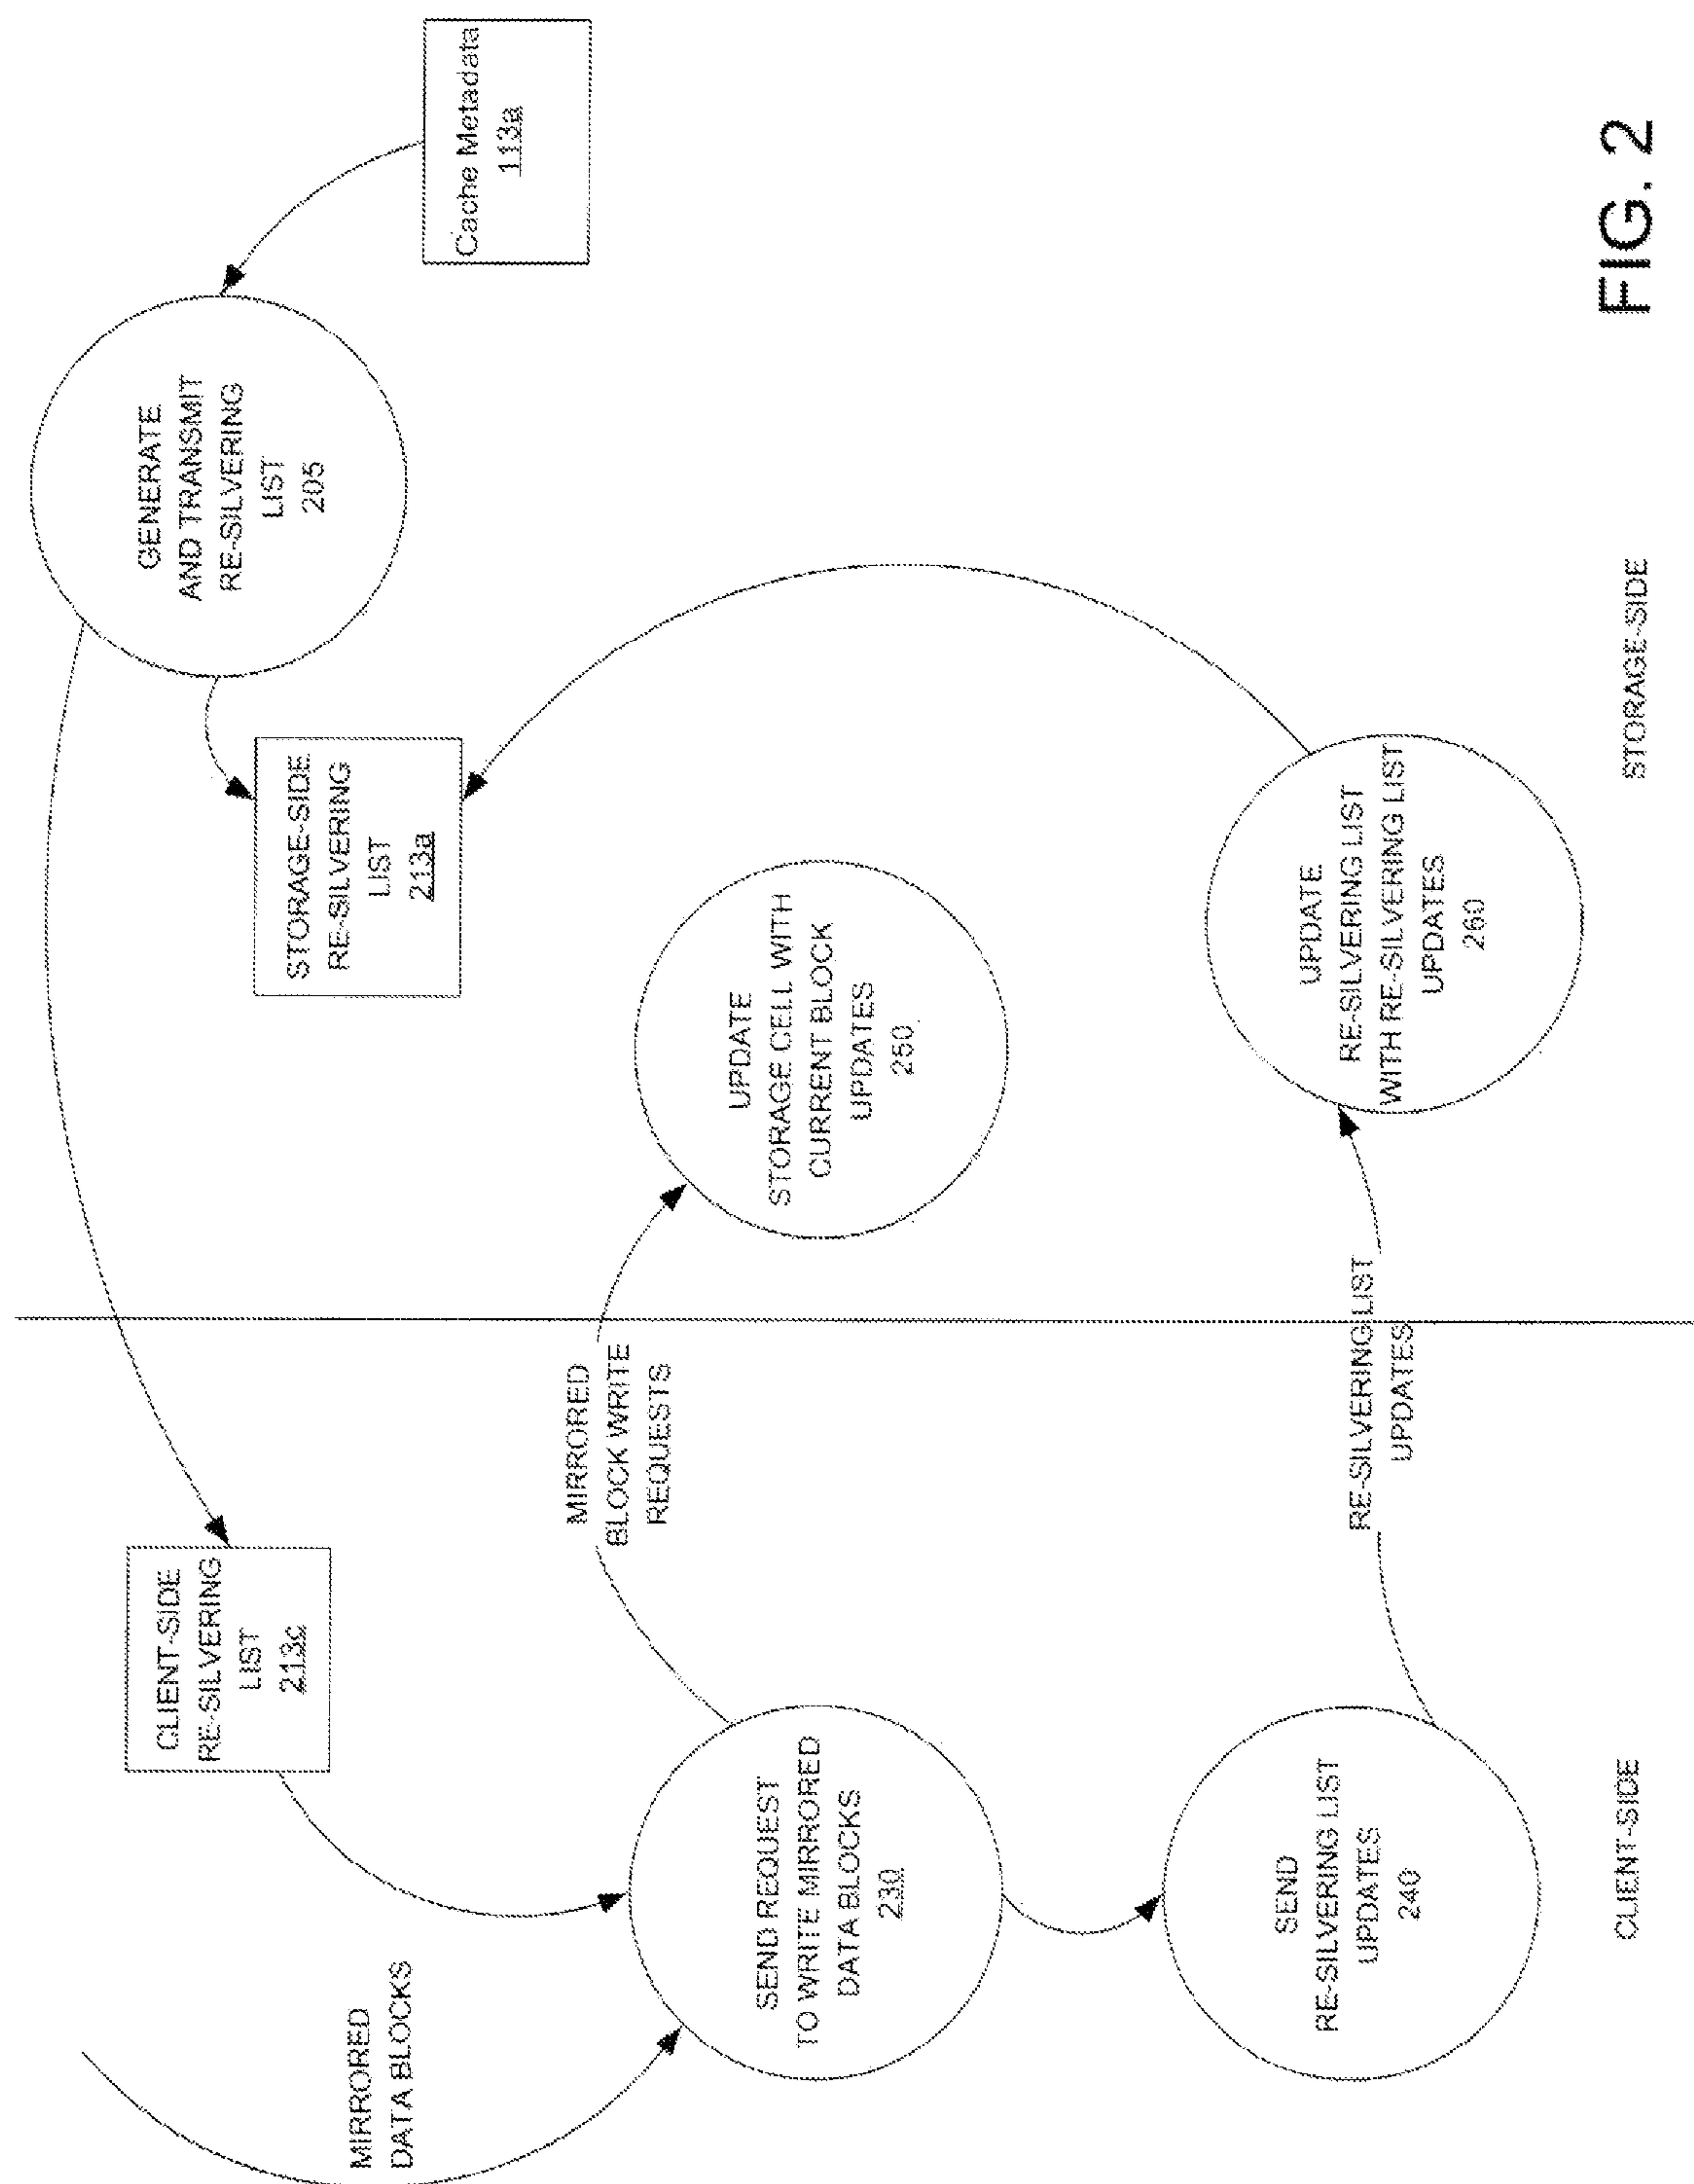 MIRRORED
DATA BLOCKS
CLIENT-SIDE
RE-SILVERING
LIST
213c
GENERATE
AND TRANSMIT
RE-SILVERING
LIST
205
STORAGE-SIDE
RE-SILVERING
LIST
213a
Cache Metadata
113a
SEND REQUEST
TO WRITE MIRRORED
DATA BLOCKS
230
MIRRORED
BLOCK WRITE
REQUESTS
UPDATE
STORAGE CELL WITH
CURRENT BLOCK
UPDATES
250
SEND
RE-SILVERING LIST
UPDATES
240
RE-SILVERING LIST
UPDATES
UPDATE
RE-SILVERING LIST
WITH RE-SILVERING LIST
UPDATES
260
CLIENT-SIDE
STORAGE-SIDE
FIG. 2